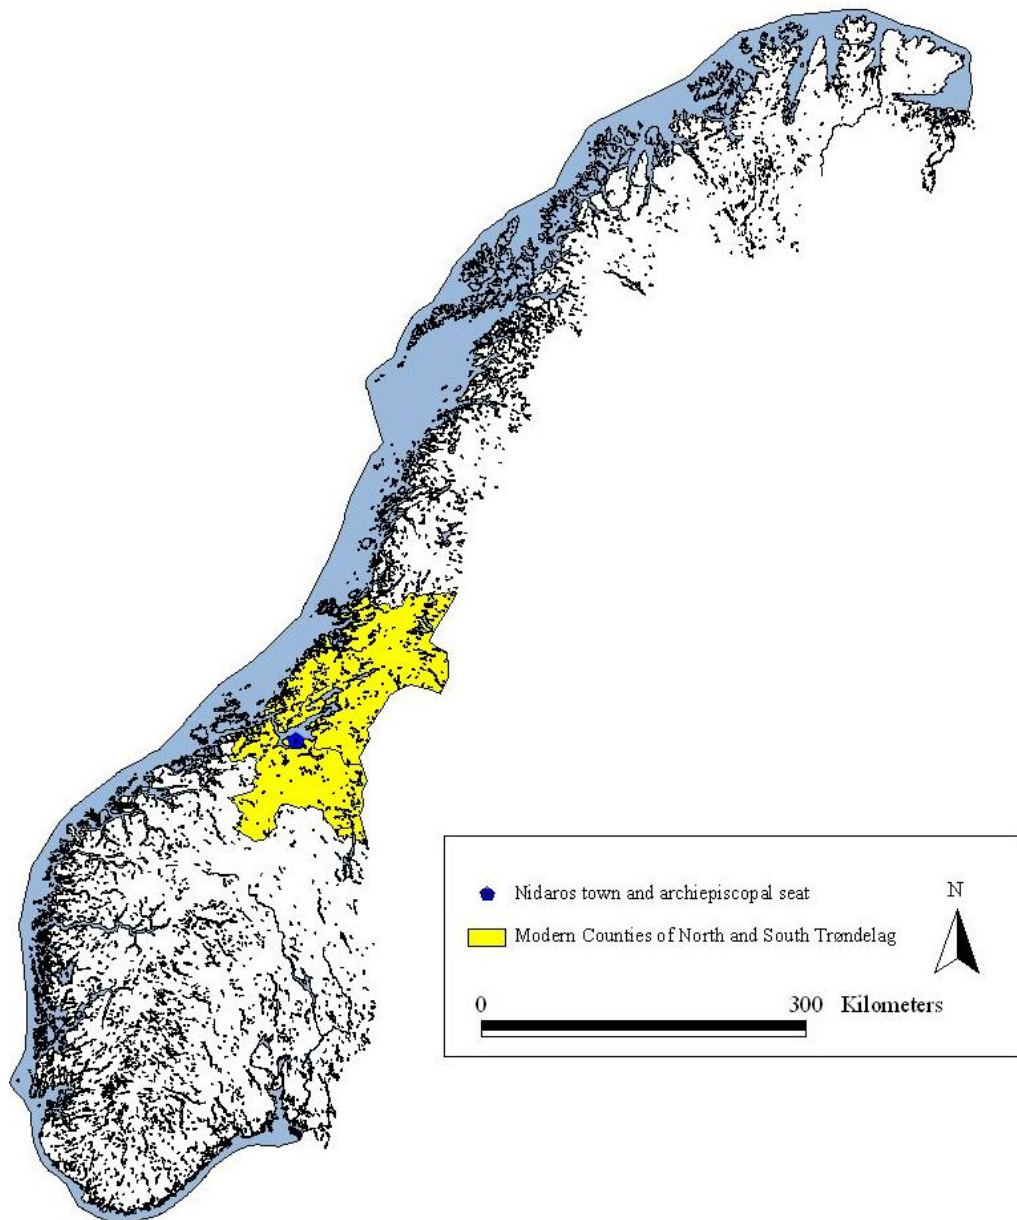 Nidaros town and archiepiscopal seat
N
Modern Counties of North and South Trøndelag
0 300 Kilometers